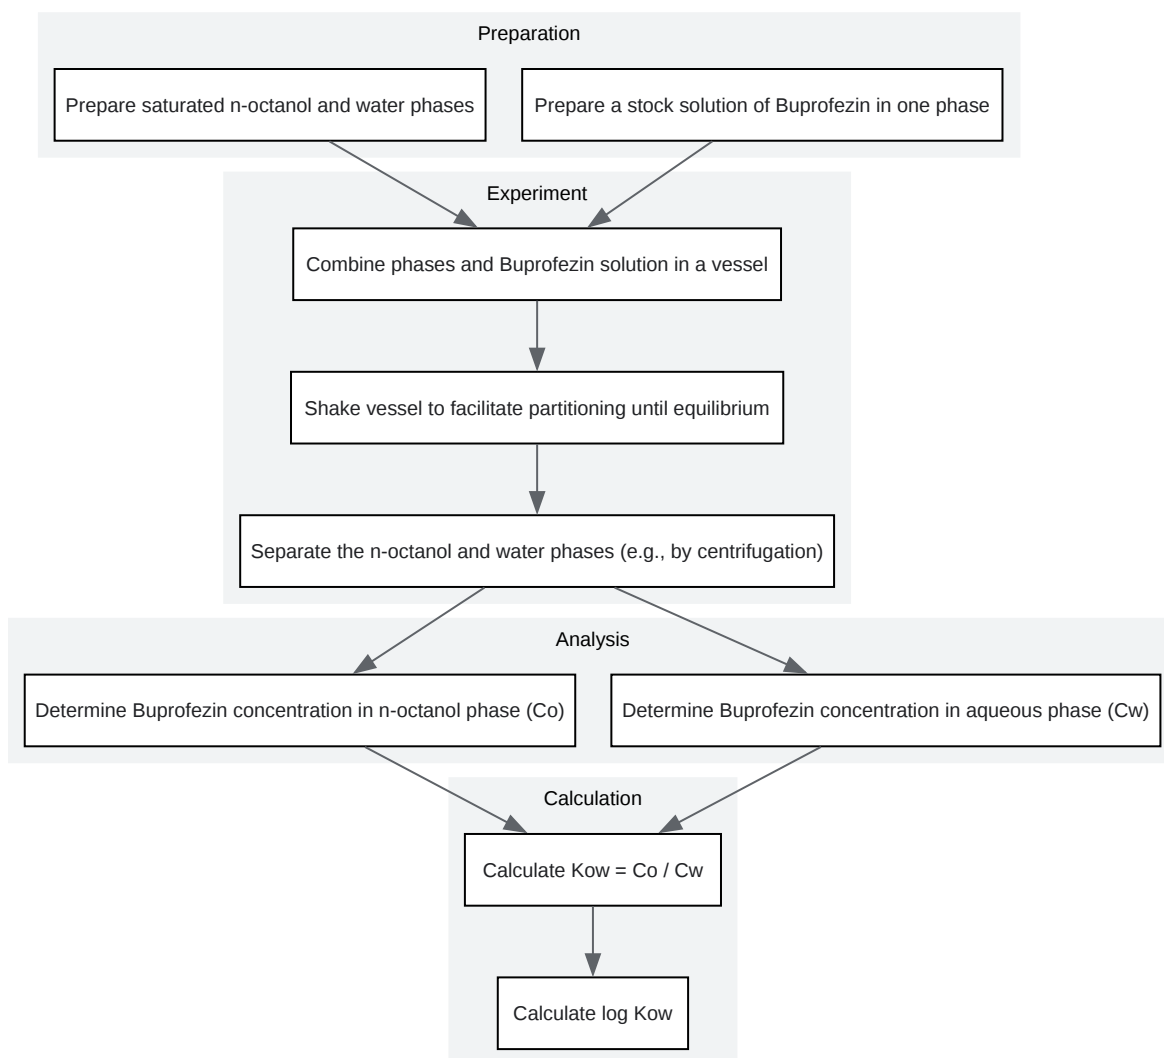 Preparation
Prepare saturated n-octanol and water phases
Prepare a stock solution of Buprofezin in one phase
Experiment
Combine phases and Buprofezin solution in a vessel
Shake vessel to facilitate partitioning until equilibrium
Separate the n-octanol and water phases (e.g., by centrifugation)
Analysis
Determine Buprofezin concentration in n-octanol phase (Co)
Determine Buprofezin concentration in aqueous phase (Cw)
Calculation
Calculate Kow = Co / Cw
Calculate log Kow